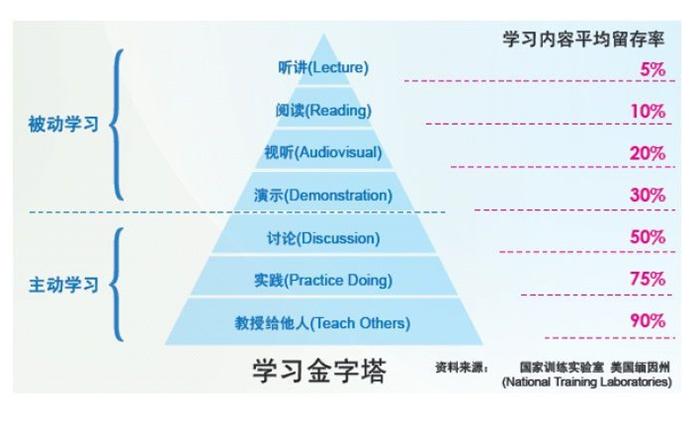 学习内容平均留存率
听讲(Lecture) 5%
阅读(Reading) 10%
被动学习
视听(Audiovisual) 20%
演示(Demonstration) 30%
讨论(Discussion) 50%
主动学习
实践(Practice Doing) 75%
教授给他人(Teach Others) 90%
学习金字塔
资料来源： 国家训练实验室 美国缅因州
(National Training Laboratories)